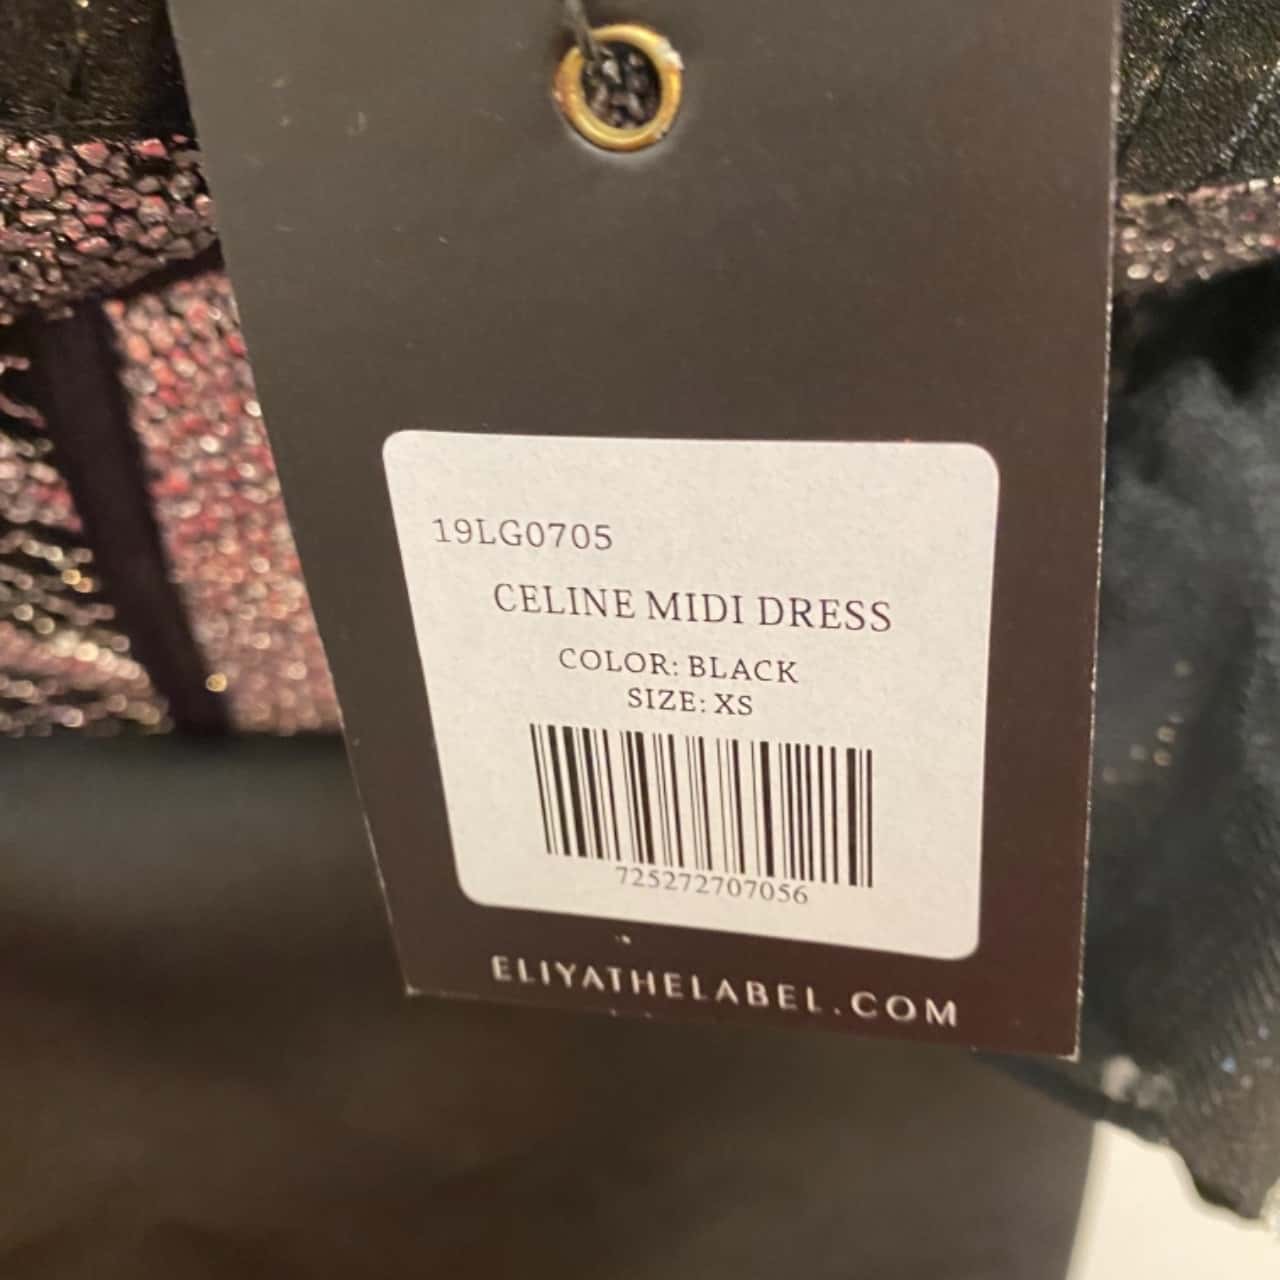 19LG0705
CELINE MIDI DRESS
COLOR: BLACK
SIZE: XS
725272707056
ELIYATHELABEL.COM